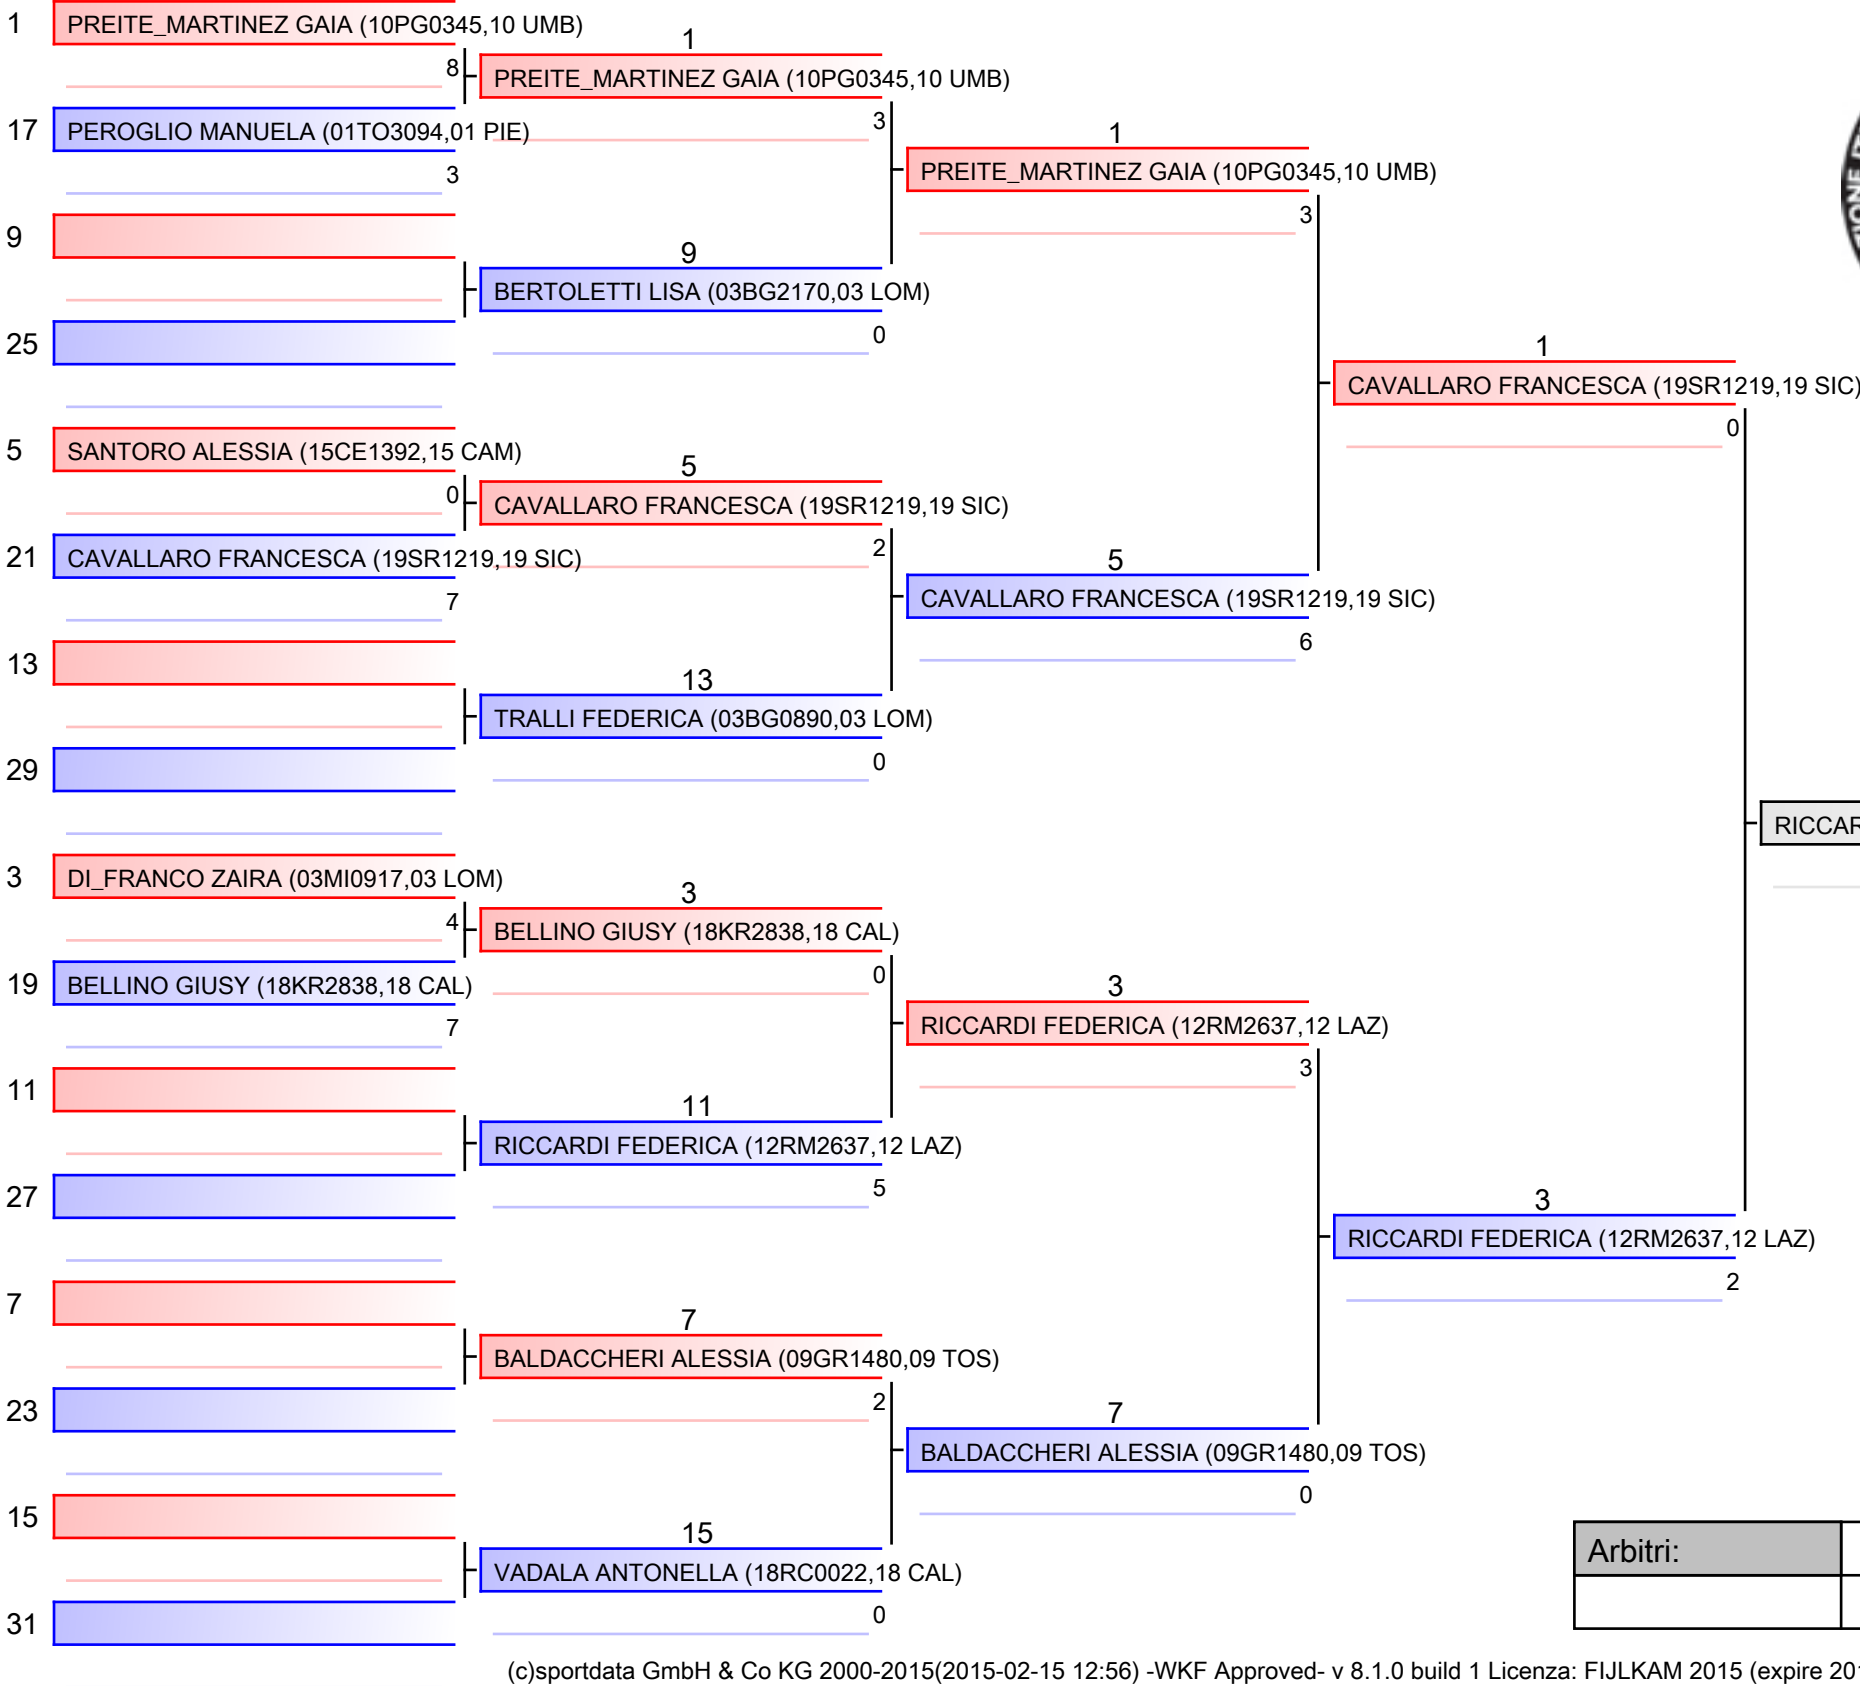 1 PREITE_MARTINEZ GAIA (10PG0345,10 UMB)
1
8 PREITE_MARTINEZ GAIA (10PG0345,10 UMB)
17 PEROGLIO MANUELA (01TO3094,01 PIE)
3
1
3
PREITE_MARTINEZ GAIA (10PG0345,10 UMB)
3
9
9
BERTOLETTI LISA (03BG2170,03 LOM)
0
25
1
CAVALLARO FRANCESCA (19SR1219,19 SIC)
0
5 SANTORO ALESSIA (15CE1392,15 CAM)
5
0 CAVALLARO FRANCESCA (19SR1219,19 SIC)
2
21 CAVALLARO FRANCESCA (19SR1219,19 SIC)
7
5
CAVALLARO FRANCESCA (19SR1219,19 SIC)
6
13
13
TRALLI FEDERICA (03BG0890,03 LOM)
0
29
3 DI_FRANCO ZAIRA (03MI0917,03 LOM)
3
4 BELLINO GIUSY (18KR2838,18 CAL)
0
19 BELLINO GIUSY (18KR2838,18 CAL)
7
3
RICCARDI FEDERICA (12RM2637,12 LAZ)
3
11
11
RICCARDI FEDERICA (12RM2637,12 LAZ)
5
27
3
RICCARDI FEDERICA (12RM2637,12 LAZ)
2
7
7
BALDACCHERI ALESSIA (09GR1480,09 TOS)
2
23
7
BALDACCHERI ALESSIA (09GR1480,09 TOS)
0
15
15
VADALA ANTONELLA (18RC0022,18 CAL)
0
31
Arbitri:
(c)sportdata GmbH & Co KG 2000-2015(2015-02-15 12:56) -WKF Approved- v 8.1.0 build 1 Licenza: FIJLKAM 2015 (expire